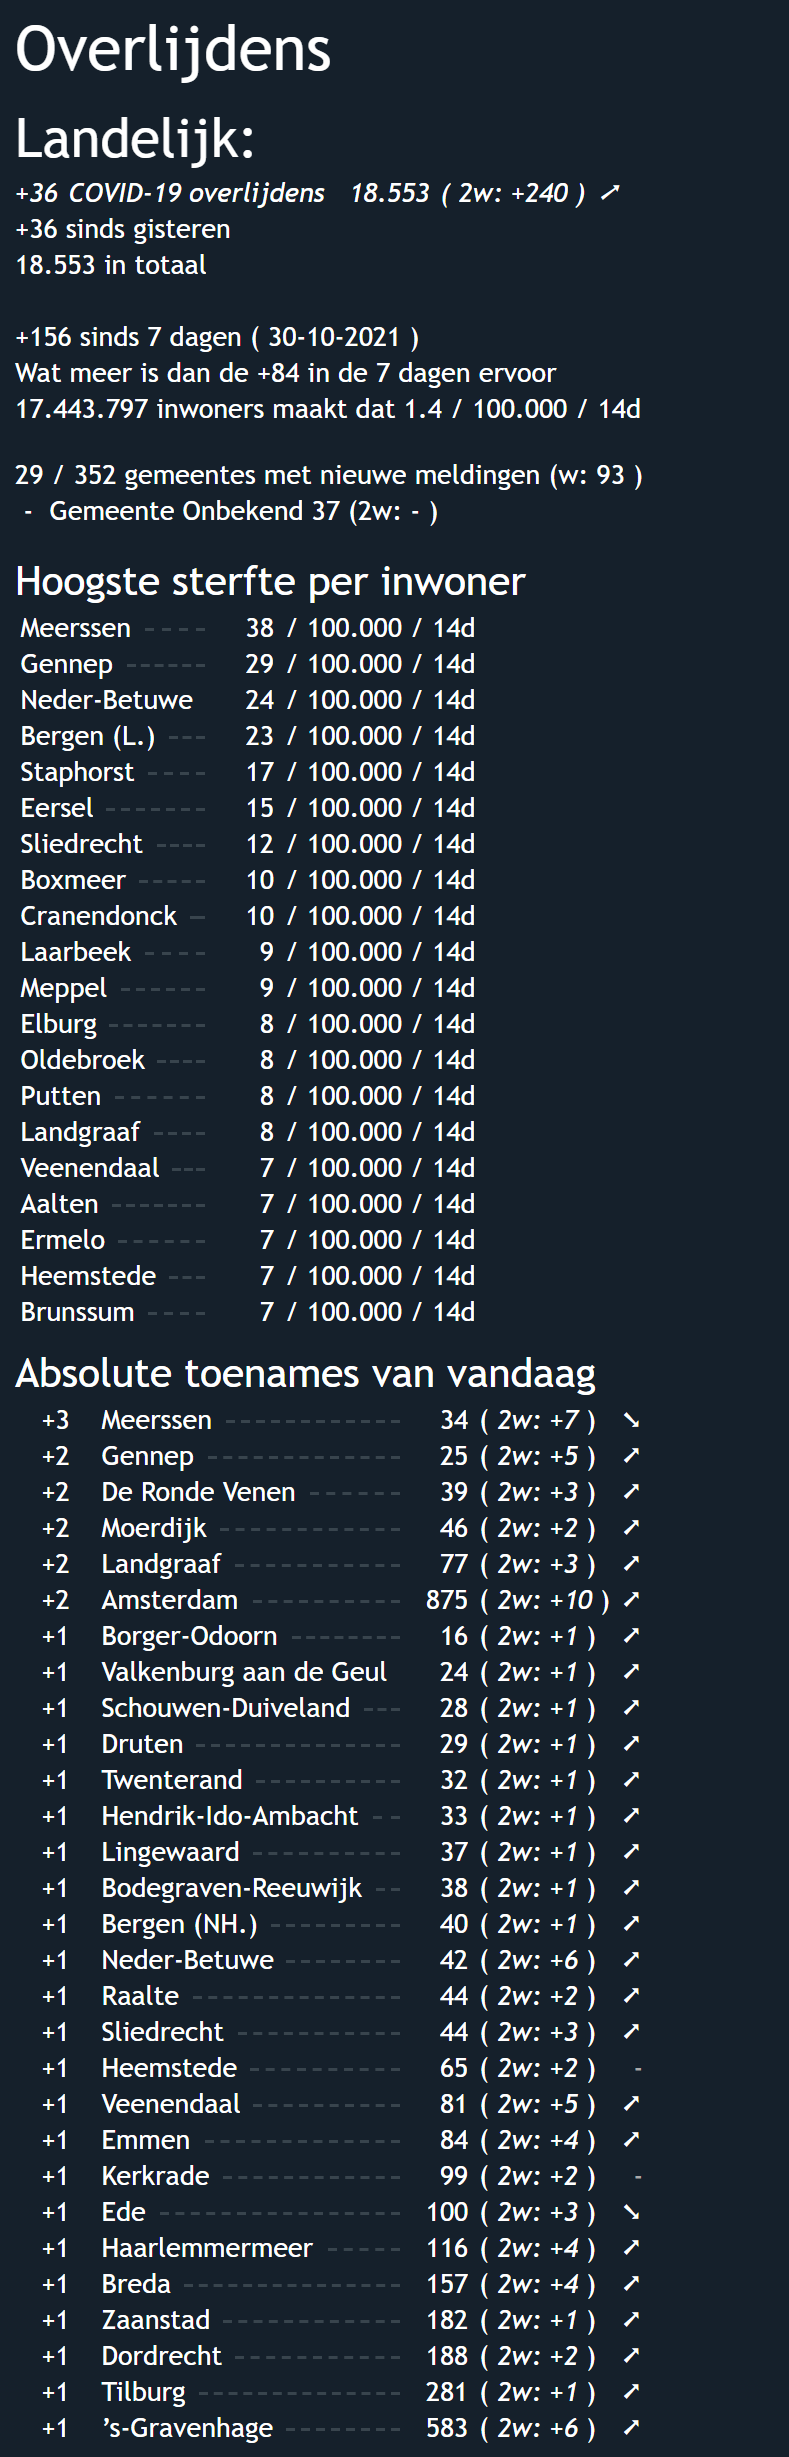 Overlijdens
Landelijk:
+36 COVID-19 overlijdens 18.553 ( 2w: +240 ) ➚
+36 sinds gisteren
18.553 in totaal
+156 sinds 7 dagen ( 30-10-2021 )
Wat meer is dan de +84 in de 7 dagen ervoor
17.443.797 inwoners maakt dat 1.4 / 100.000 / 14d
29 / 352 gemeentes met nieuwe meldingen (w: 93 )
- Gemeente Onbekend 37 (2w: - )
Hoogste sterfte per inwoner
Meerssen ---- 38 / 100.000 / 14d
Gennep ------ 29 / 100.000 / 14d
Neder-Betuwe 24 / 100.000 / 14d
Bergen (L.) --- 23 / 100.000 / 14d
Staphorst ---- 17 / 100.000 / 14d
Eersel ------- 15 / 100.000 / 14d
Sliedrecht ---- 12 / 100.000 / 14d
Boxmeer ----- 10 / 100.000 / 14d
Cranendonck - 10 / 100.000 / 14d
Laarbeek ---- 9 / 100.000 / 14d
Meppel ------ 9 / 100.000 / 14d
Elburg ------- 8 / 100.000 / 14d
Oldebroek ---- 8 / 100.000 / 14d
Putten ------ 8 / 100.000 / 14d
Landgraaf ---- 8 / 100.000 / 14d
Veenendaal --- 7 / 100.000 / 14d
Aalten ------- 7 / 100.000 / 14d
Ermelo ------ 7 / 100.000 / 14d
Heemstede --- 7 / 100.000 / 14d
Brunssum ---- 7 / 100.000 / 14d
Absolute toenames van vandaag
+3 Meerssen ------------ 34 ( 2w: +7 ) ➘
+2 Gennep ------------- 25 ( 2w: +5 ) ➚
+2 De Ronde Venen ------ 39 ( 2w: +3 ) ➚
+2 Moerdijk ------------ 46 ( 2w: +2 ) ➚
+2 Landgraaf ----------- 77 ( 2w: +3 ) ➚
+2 Amsterdam ---------- 875 ( 2w: +10 ) ➚
+1 Borger-Odoorn -------- 16 ( 2w: +1 ) ➚
+1 Valkenburg aan de Geul 24 ( 2w: +1 ) ➚
+1 Schouwen-Duiveland --- 28 ( 2w: +1 ) ➚
+1 Druten -------------- 29 ( 2w: +1 ) ➚
+1 Twenterand ---------- 32 ( 2w: +1 ) ➚
+1 Hendrik-Ido-Ambacht -- 33 ( 2w: +1 ) ➚
+1 Lingewaard ---------- 37 ( 2w: +1 ) ➚
+1 Bodegraven-Reeuwijk -- 38 ( 2w: +1 ) ➚
+1 Bergen (NH.) --------- 40 ( 2w: +1 ) ➚
+1 Neder-Betuwe -------- 42 ( 2w: +6 ) ➚
+1 Raalte -------------- 44 ( 2w: +2 ) ➚
+1 Sliedrecht ----------- 44 ( 2w: +3 ) ➚
+1 Heemstede ---------- 65 ( 2w: +2 ) -
+1 Veenendaal ---------- 81 ( 2w: +5 ) ➚
+1 Emmen ------------- 84 ( 2w: +4 ) ➚
+1 Kerkrade ------------ 99 ( 2w: +2 ) -
+1 Ede ---------------- 100 ( 2w: +3 ) ➘
+1 Haarlemmermeer ----- 116 ( 2w: +4 ) ➚
+1 Breda --------------- 157 ( 2w: +4 ) ➚
+1 Zaanstad ------------ 182 ( 2w: +1 ) ➚
+1 Dordrecht ----------- 188 ( 2w: +2 ) ➚
+1 Tilburg -------------- 281 ( 2w: +1 ) ➚
+1 ’s-Gravenhage -------- 583 ( 2w: +6 ) ➚